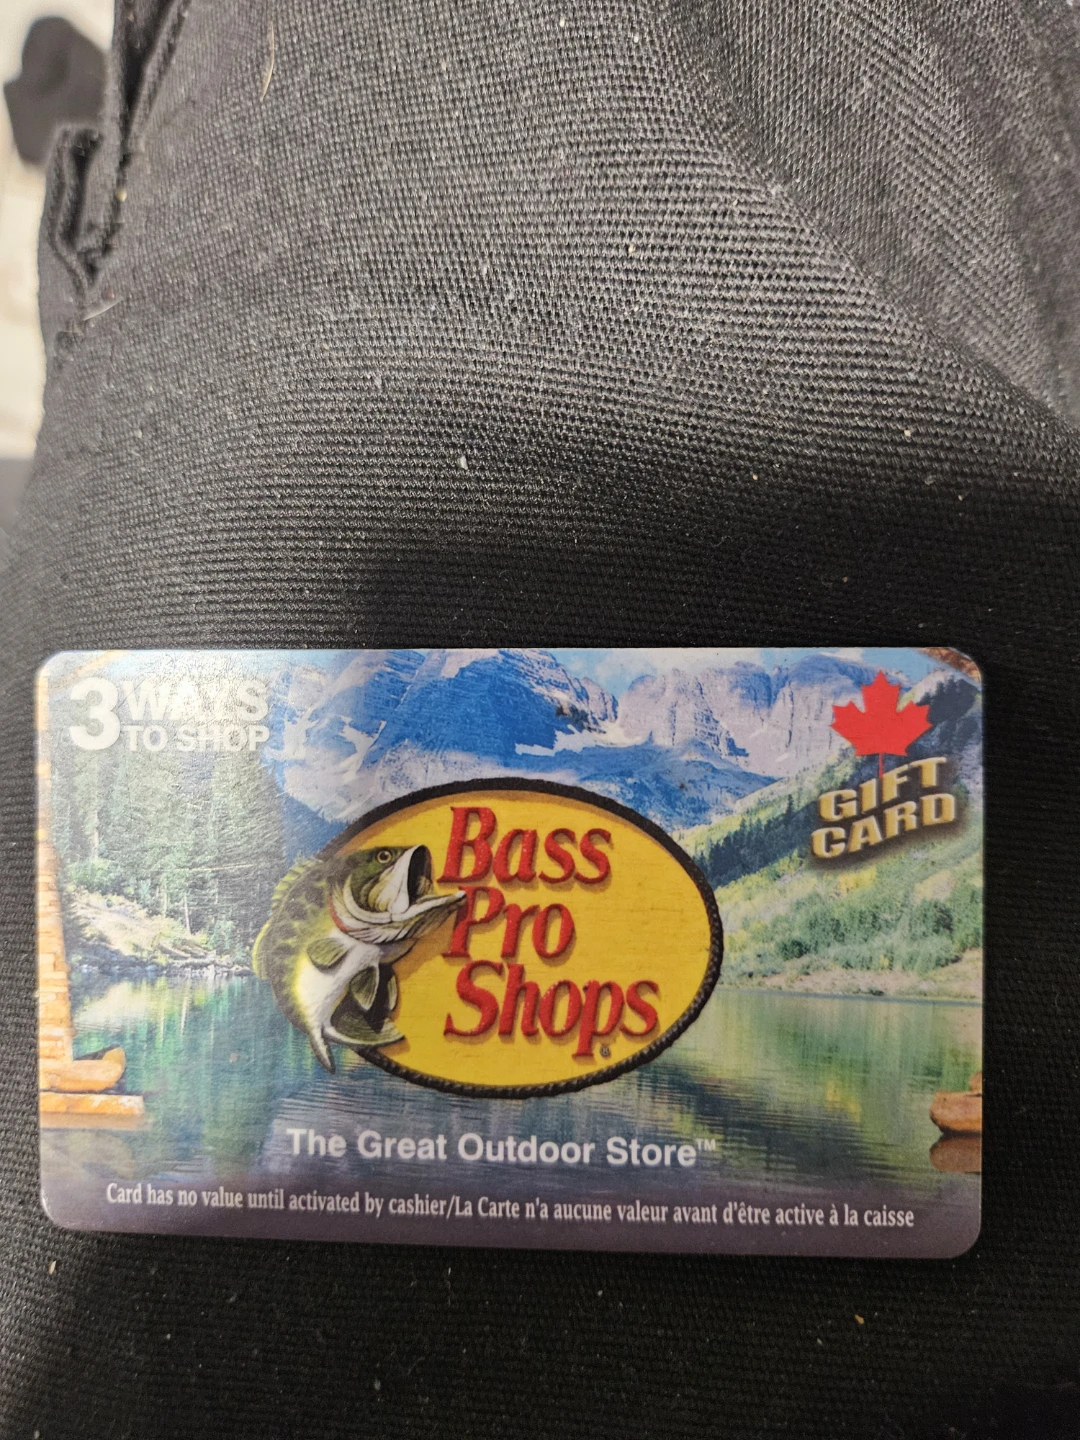 3 WAYS
TO SHOP
GIFT
CARD
Bass
Pro
Shops®
The Great Outdoor Store™
Card has no value until activated by cashier/La Carte n'a aucune valeur avant d'être active à la caisse